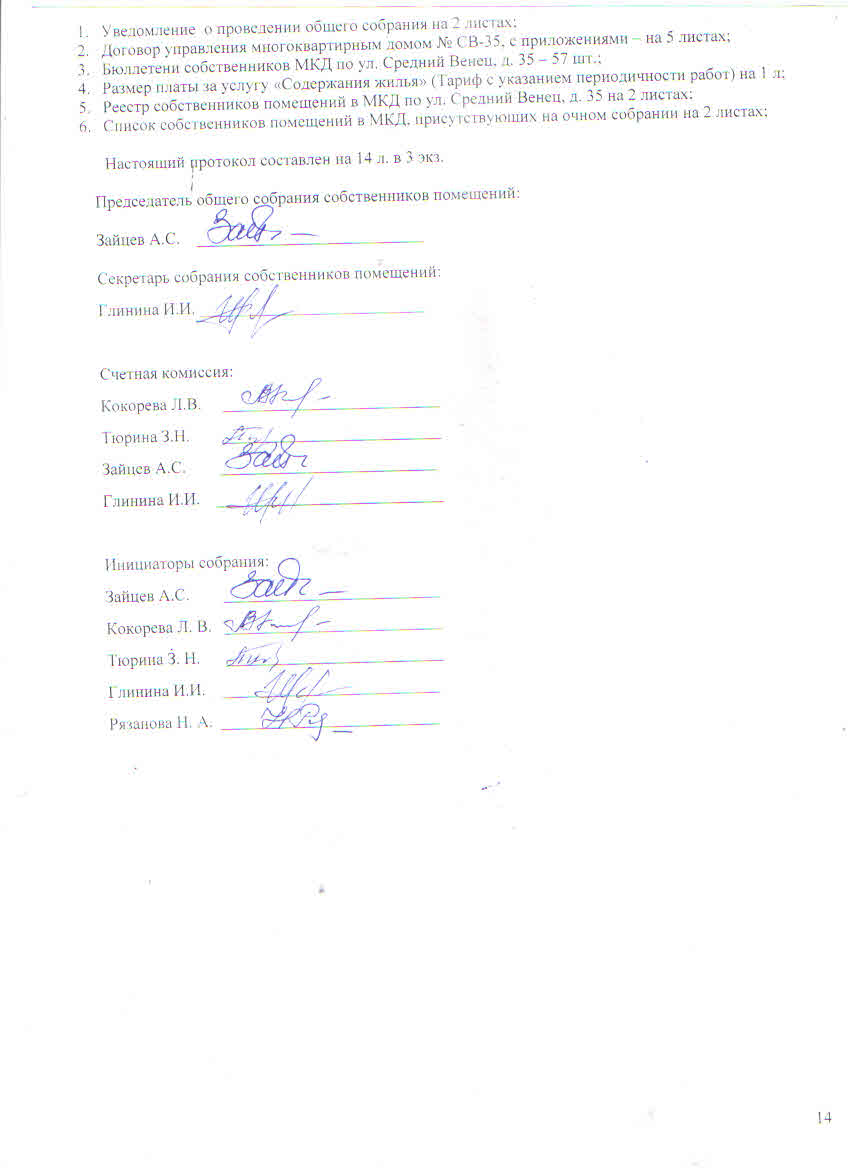 1. Уведомление о проведении общего собрания на 2 листах;
2. Договор управления многоквартирным домом № СВ-35, с приложениями – на 5 листах;
3. Бюллетени собственников МКД по ул. Средний Венец, д. 35 – 57 шт.;
4. Размер платы за услугу «Содержания жилья» (Тариф с указанием периодичности работ) на 1 л;
5. Реестр собственников помещений в МКД по ул. Средний Венец, д. 35 на 2 листах;
6. Список собственников помещений в МКД, присутствующих на очном собрании на 2 листах;
Настоящий протокол составлен на 14 л. в 3 экз.
Председатель общего собрания собственников помещений:
Зайцев А.С.
Секретарь собрания собственников помещений:
Глинина И.И.
Счетная комиссия:
Кокорева Л.В.
Тюрина З.Н.
Зайцев А.С.
Глинина И.И.
Инициаторы собрания:
Зайцев А.С.
Кокорева Л. В.
Тюрина З. Н.
Глинина И.И.
Рязанова Н. А.
14